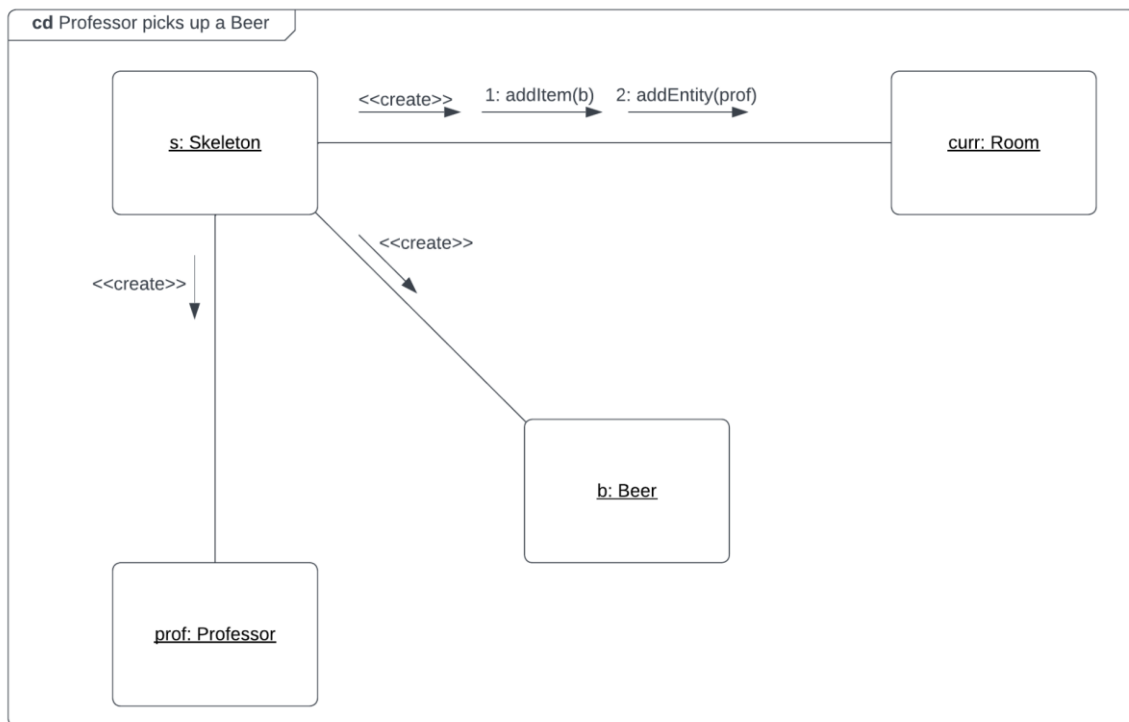 cd Professor picks up a Beer
s: Skeleton
<<create>> 1: addItem(b) 2: addEntity(prof)
curr: Room
<<create>>
<<create>>
b: Beer
prof: Professor